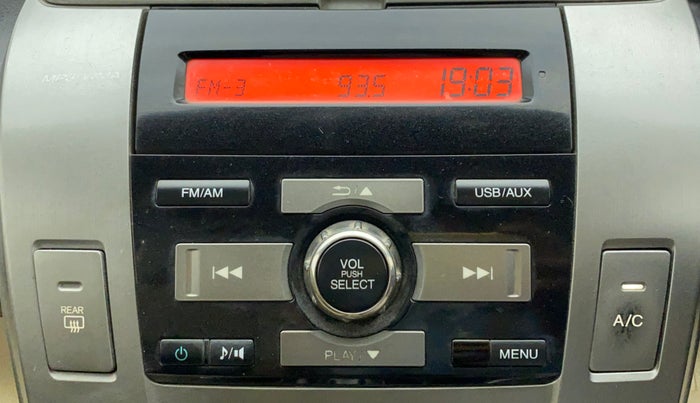 FM-3 93.5 19:03
FM/AM
USB/AUX
VOL
PUSH
SELECT
REAR
A/C
PLAY
MENU